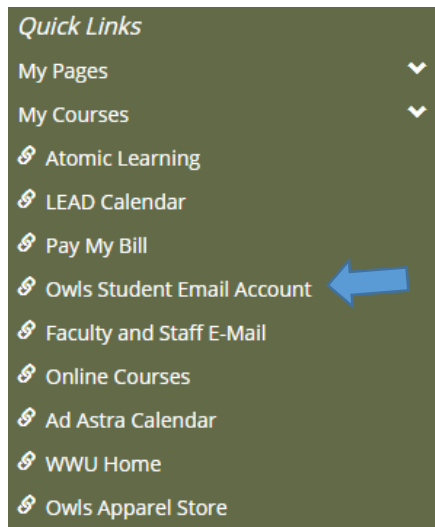 Quick Links
My Pages
My Courses
Atomic Learning
LEAD Calendar
Pay My Bill
Owls Student Email Account
Faculty and Staff E-Mail
Online Courses
Ad Astra Calendar
WWU Home
Owls Apparel Store